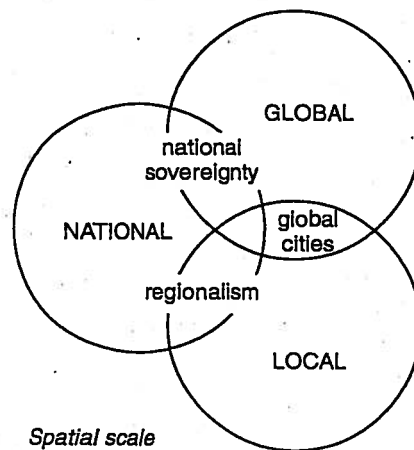 GLOBAL
national
sovereignty
global
cities
NATIONAL
regionalism
LOCAL
Spatial scale